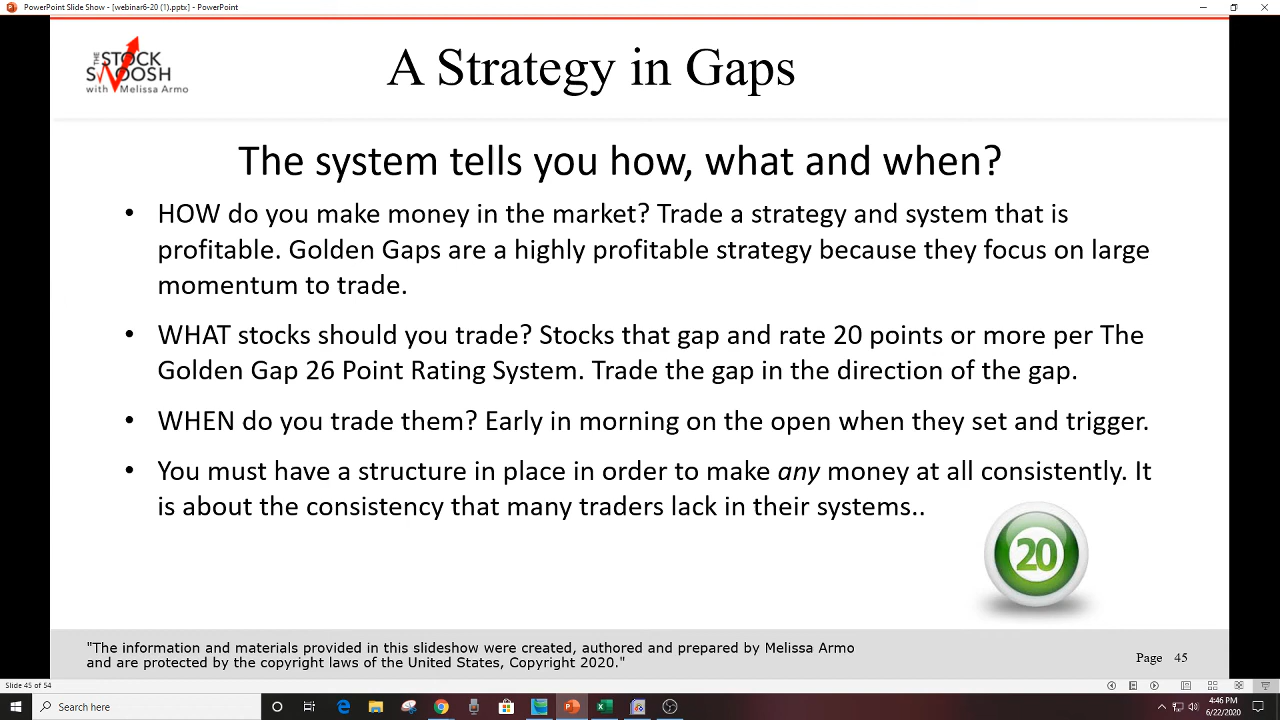 PowerPoint Slide Show - [webinar6-20 (1).pptx] - PowerPoint
THE
STOCK
SWOOSH
with Melissa Armo
A Strategy in Gaps
The system tells you how, what and when?
• HOW do you make money in the market? Trade a strategy and system that is
profitable. Golden Gaps are a highly profitable strategy because they focus on large
momentum to trade.
• WHAT stocks should you trade? Stocks that gap and rate 20 points or more per The
Golden Gap 26 Point Rating System. Trade the gap in the direction of the gap.
• WHEN do you trade them? Early in morning on the open when they set and trigger.
• You must have a structure in place in order to make any money at all consistently. It
is about the consistency that many traders lack in their systems..
20
"The information and materials provided in this slideshow were created, authored and prepared by Melissa Armo
and are protected by the copyright laws of the United States, Copyright 2020."
Page 45
Slide 45 of 54
Search here
4:46 PM
6/22/2020